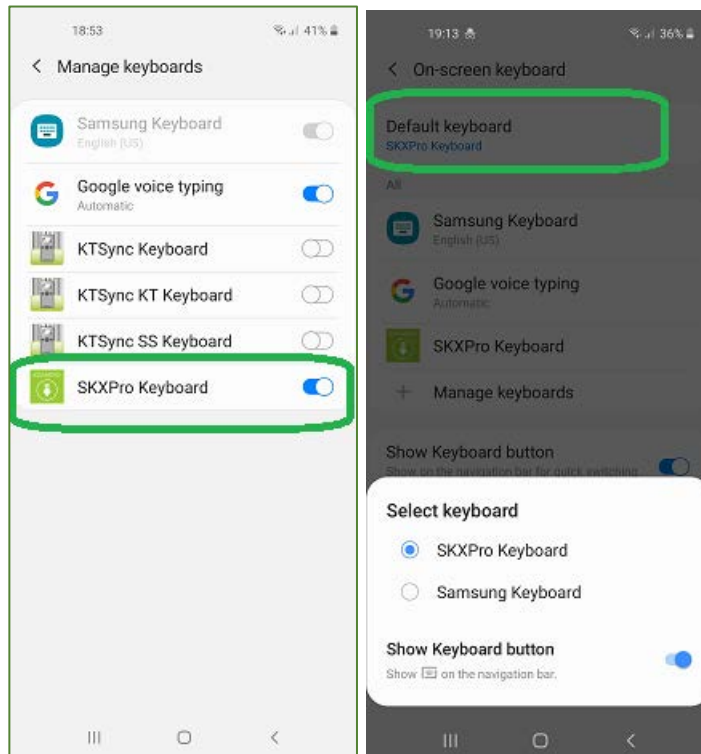 18:53
41%
Manage keyboards
Samsung Keyboard
English (US)
Google voice typing
Automatic
KTSync Keyboard
KTSync KT Keyboard
KTSync SS Keyboard
SKXPro Keyboard
19:13
36%
On-screen keyboard
Default keyboard
SKXPro Keyboard
All
Samsung Keyboard
English (US)
Google voice typing
Automatic
SKXPro Keyboard
+ Manage keyboards
Show Keyboard button
Show on the navigation bar for quick switching
Select keyboard
SKXPro Keyboard
Samsung Keyboard
Show Keyboard button
Show on the navigation bar.